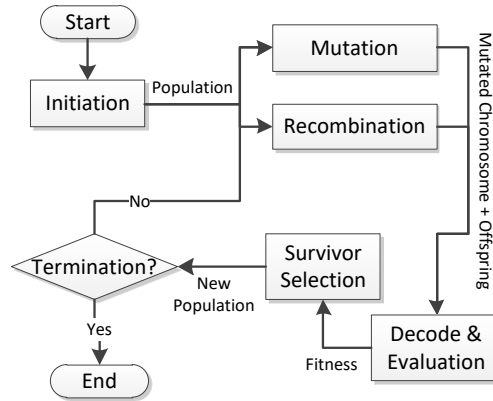 Start
Initiation
Population
Mutation
Recombination
Mutated Chromosome + Offspring
No
Termination?
New
Population
Survivor
Selection
Yes
Fitness
Decode &
Evaluation
End